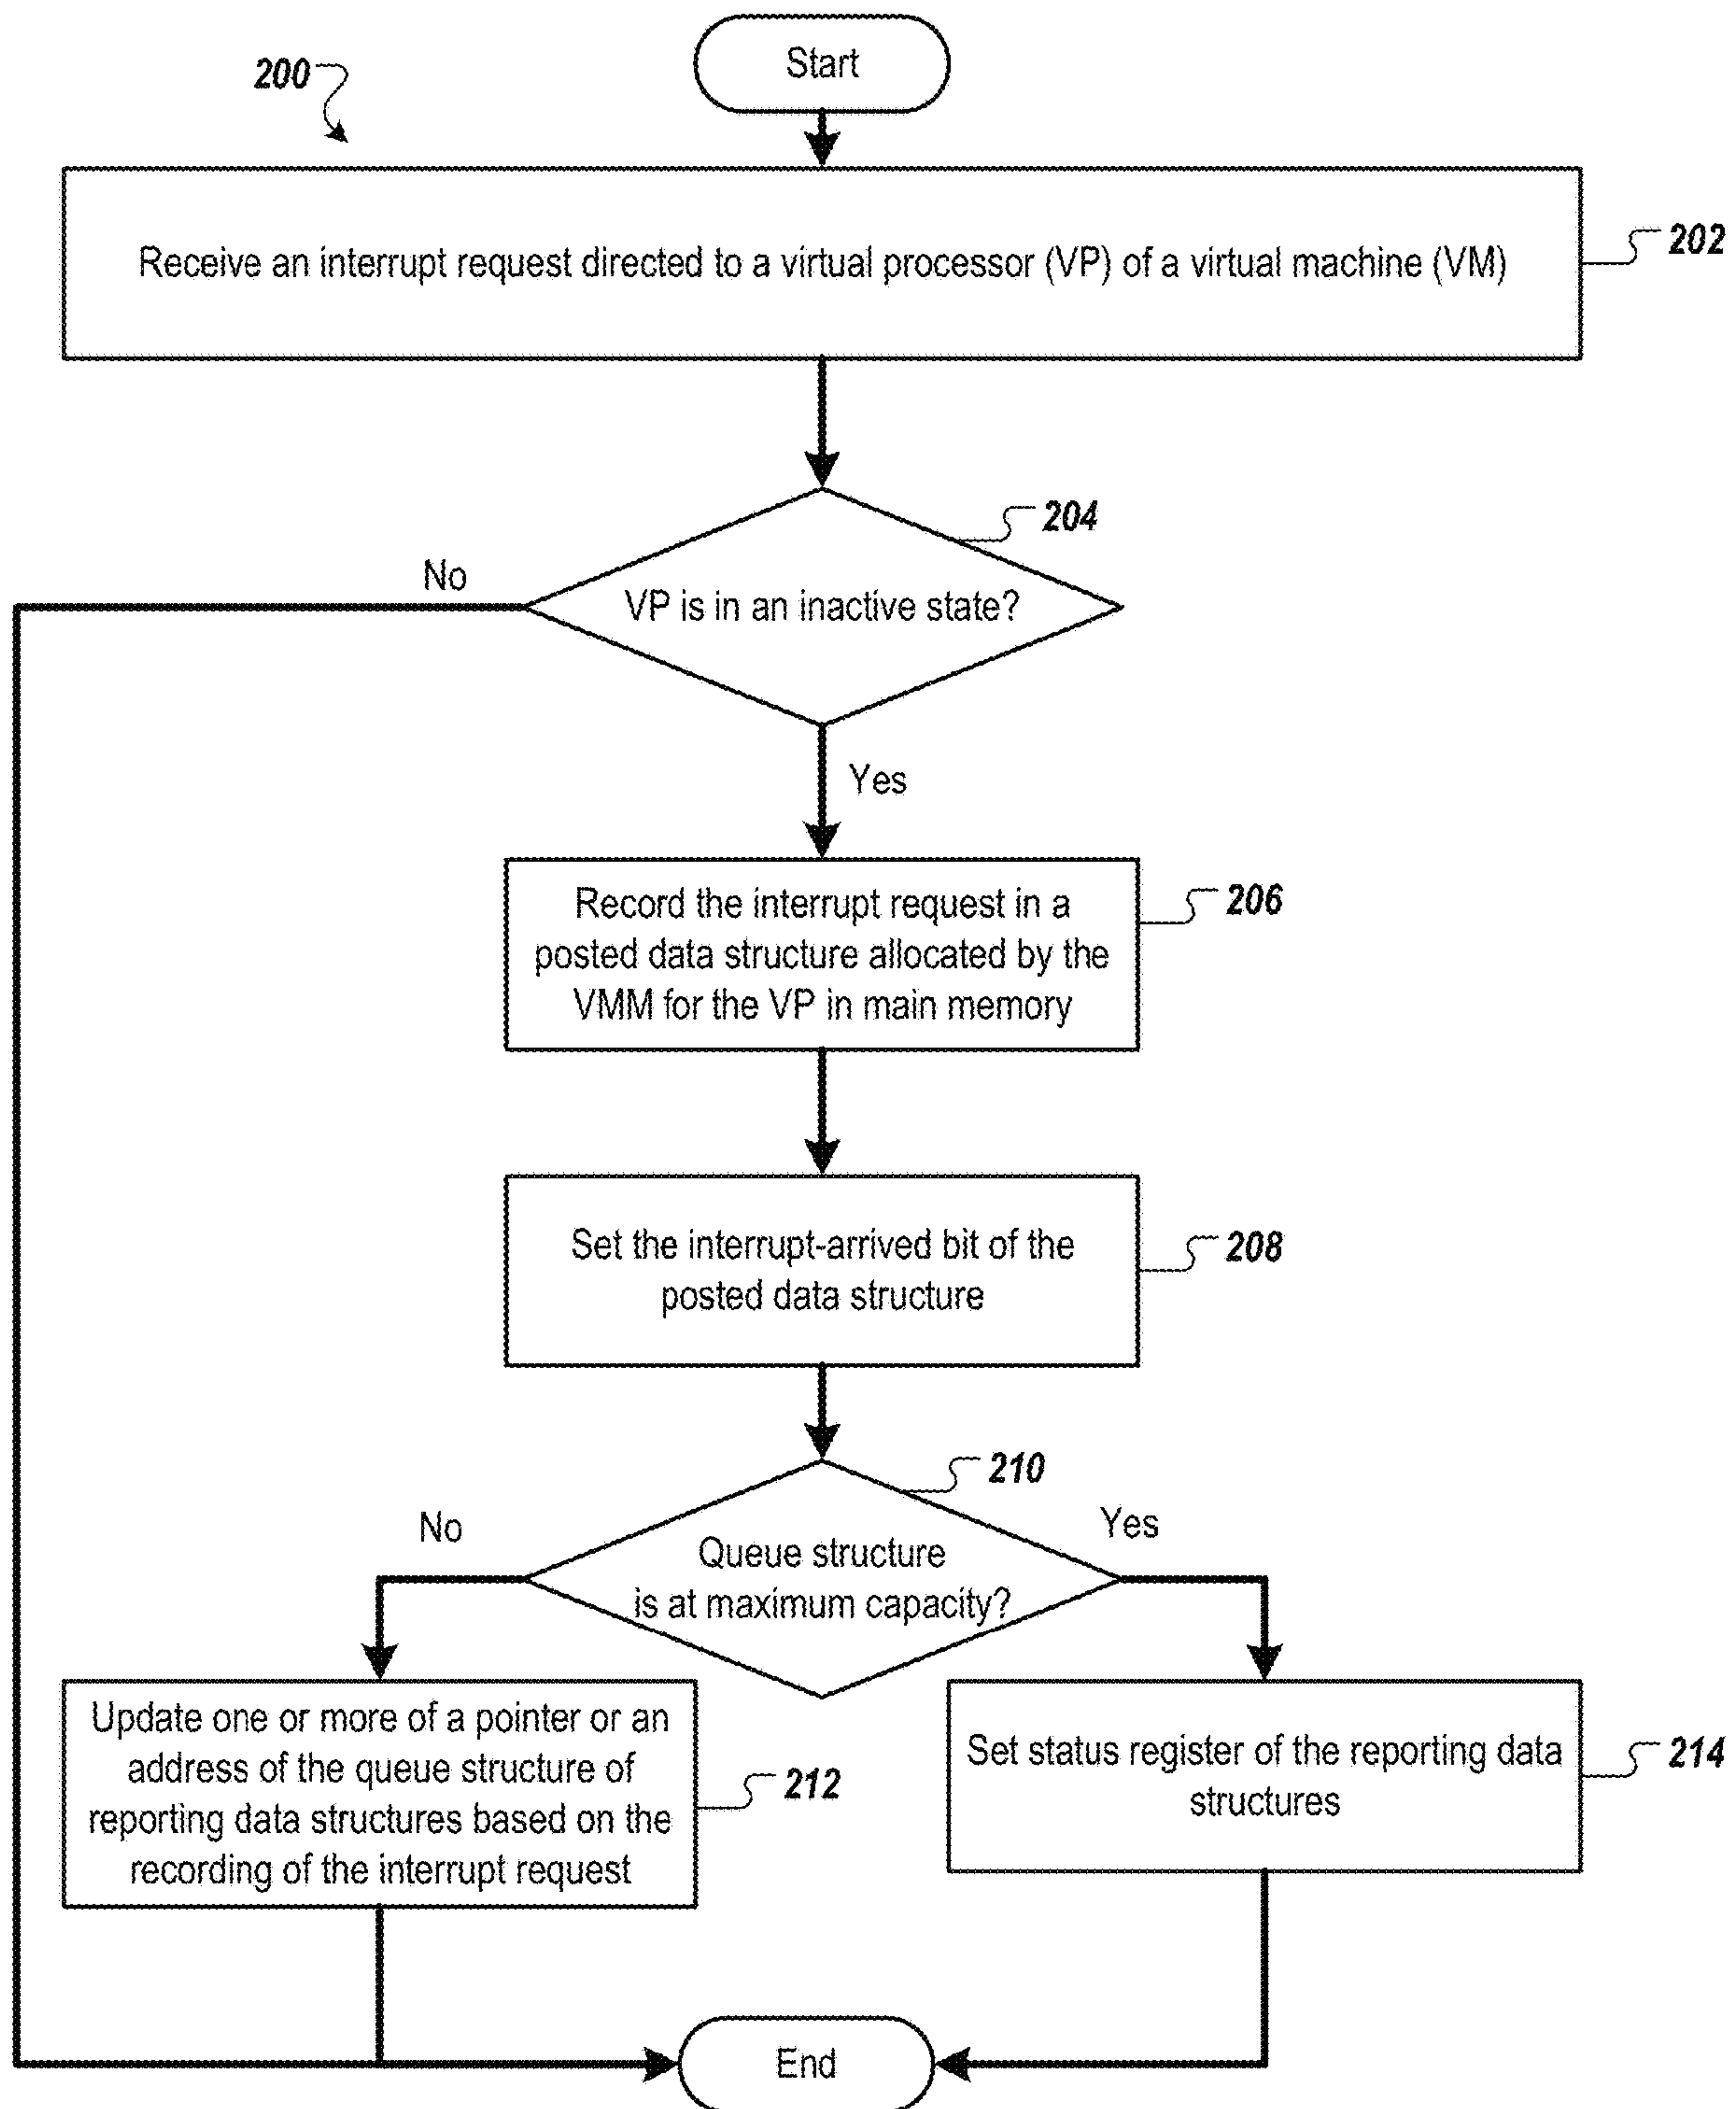 Start
200
Receive an interrupt request directed to a virtual processor (VP) of a virtual machine (VM)
202
204
No
VP is in an inactive state?
Yes
Record the interrupt request in a
posted data structure allocated by the
VMM for the VP in main memory
206
Set the interrupt-arrived bit of the
posted data structure
208
210
No
Yes
Queue structure
is at maximum capacity?
Update one or more of a pointer or an
address of the queue structure of
reporting data structures based on the
recording of the interrupt request
212
Set status register of the reporting data
structures
214
End